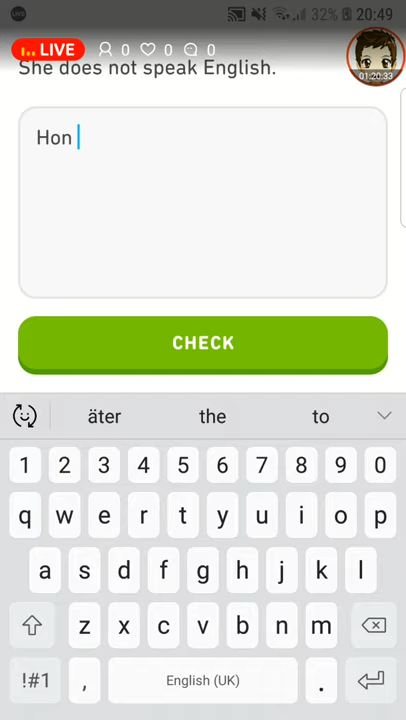 LIVE 32% 20:49
LIVE 0 0 0
She does not speak English.
01:20:33
Hon
CHECK
äter the to
1 2 3 4 5 6 7 8 9 0
q w e r t y u i o p
a s d f g h j k l
z x c v b n m
!#1 , English (UK) .